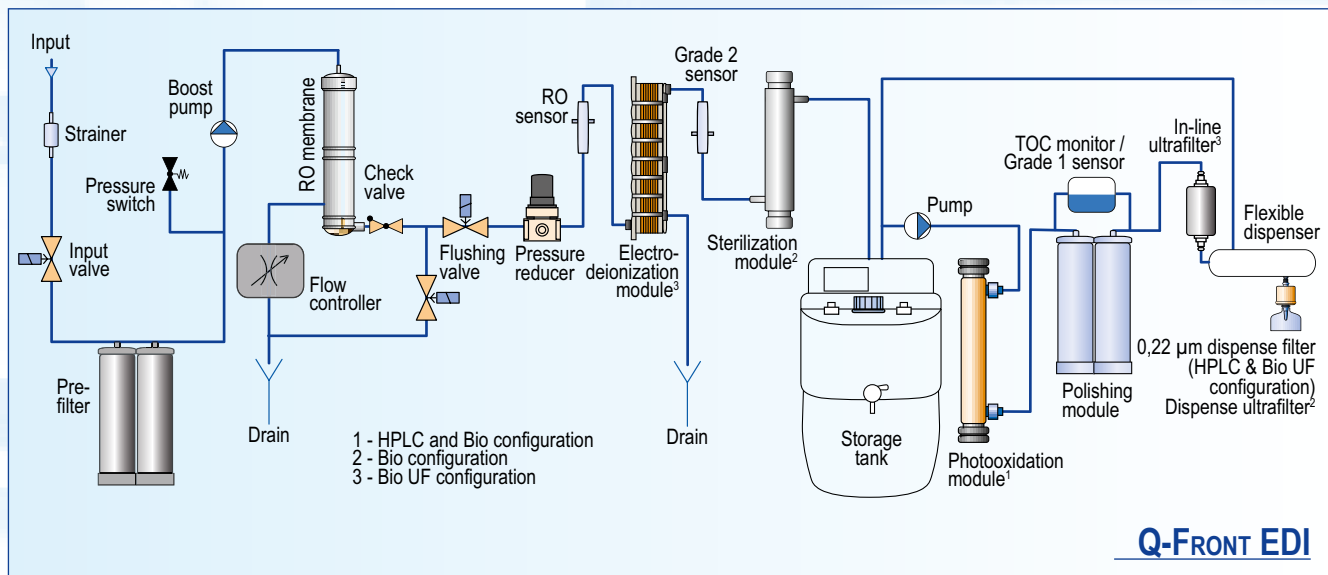 Input
Strainer
Pressure
switch
Input
valve
Pre-
filter
Boost
pump
RO membrane
Check
valve
Flow
controller
Drain
Flushing
valve
Pressure
reducer
RO
sensor
Electro-
deionization
module³
Drain
Grade 2
sensor
Sterilization
module²
Storage
tank
Pump
Photooxidation
module¹
TOC monitor /
Grade 1 sensor
Polishing
module
In-line
ultrafilter³
Flexible
dispenser
0,22 µm dispense filter
(HPLC & Bio UF
configuration)
Dispense ultrafilter²
1 - HPLC and Bio configuration
2 - Bio configuration
3 - Bio UF configuration
Q-FRONT EDI